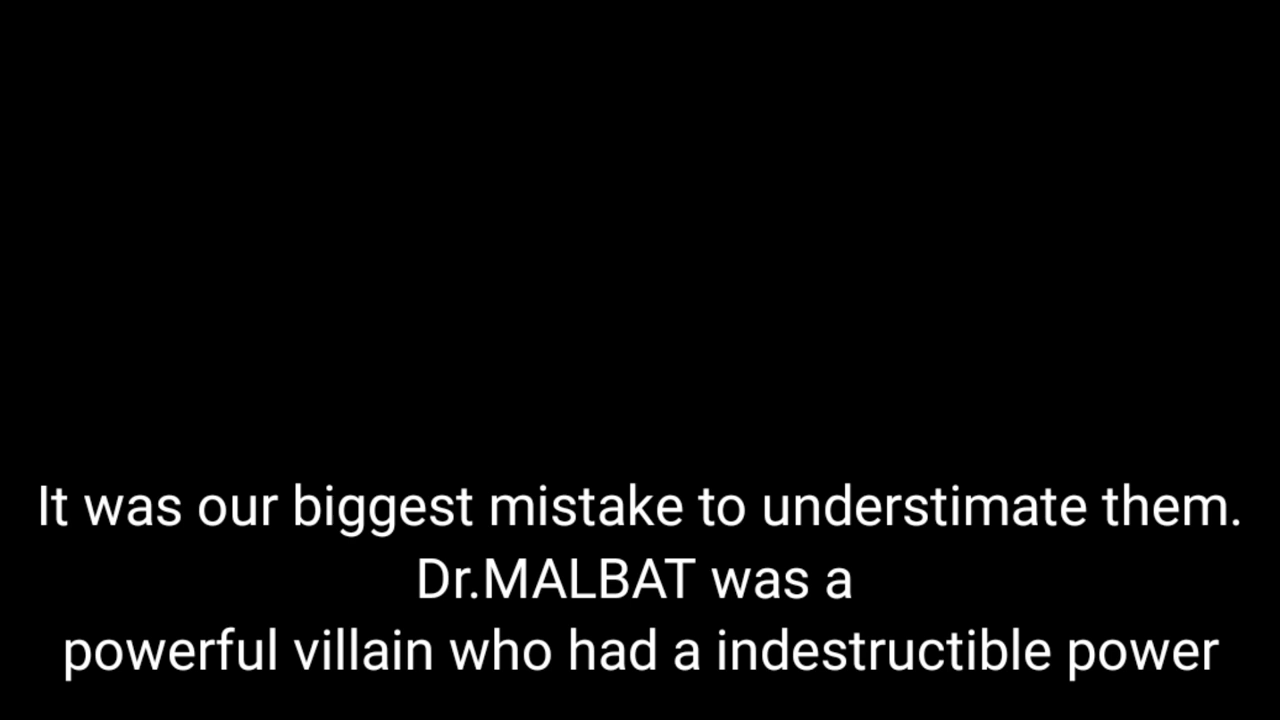 It was our biggest mistake to understimate them.
Dr.MALBAT was a
powerful villain who had a indestructible power